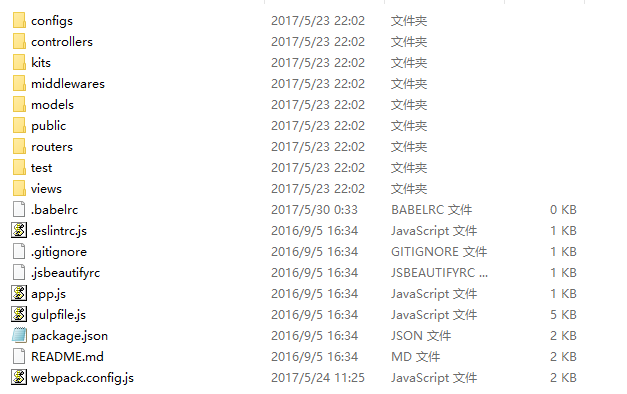 configs 2017/5/23 22:02 文件夹
controllers 2017/5/23 22:02 文件夹
kits 2017/5/23 22:02 文件夹
middlewares 2017/5/23 22:02 文件夹
models 2017/5/23 22:02 文件夹
public 2017/5/23 22:02 文件夹
routers 2017/5/23 22:02 文件夹
test 2017/5/23 22:02 文件夹
views 2017/5/23 22:02 文件夹
.babelrc 2017/5/30 0:33 BABELRC 文件 0 KB
.eslintrc.js 2016/9/5 16:34 JavaScript 文件 1 KB
.gitignore 2016/9/5 16:34 GITIGNORE 文件 1 KB
.jsbeautifyrc 2016/9/5 16:34 JSBEAUTIFYRC ... 1 KB
app.js 2016/9/5 16:34 JavaScript 文件 1 KB
gulpfile.js 2016/9/5 16:34 JavaScript 文件 5 KB
package.json 2016/9/5 16:34 JSON 文件 2 KB
README.md 2016/9/5 16:34 MD 文件 2 KB
webpack.config.js 2017/5/24 11:25 JavaScript 文件 2 KB